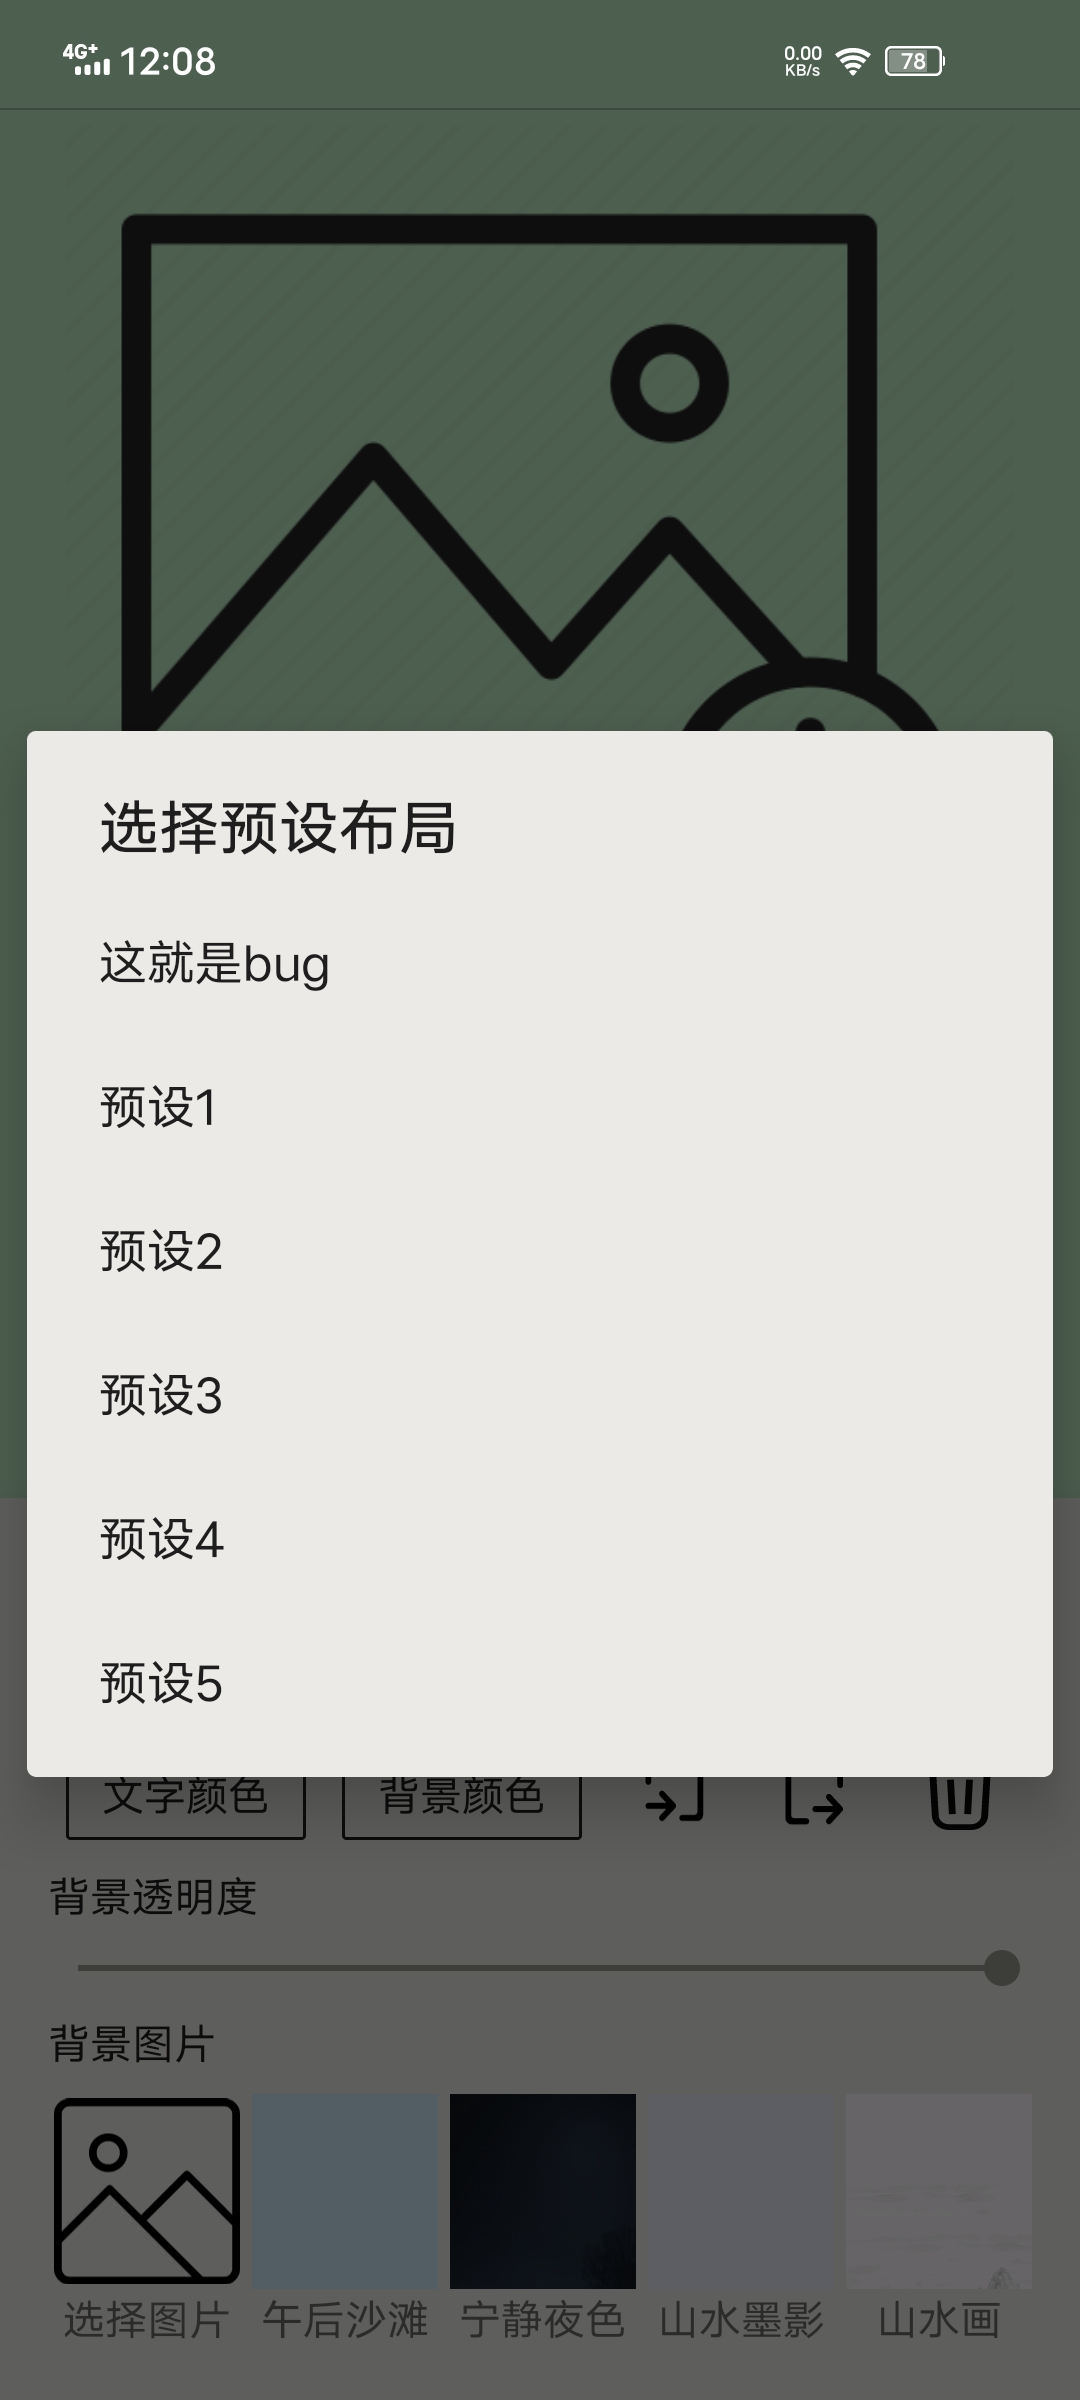 4G+ 12:08 0.00 KB/s 78
选择预设布局
这就是bug
预设1
预设2
预设3
预设4
预设5
文字颜色 背景颜色
背景透明度
背景图片
选择图片 午后沙滩 宁静夜色 山水墨影 山水画